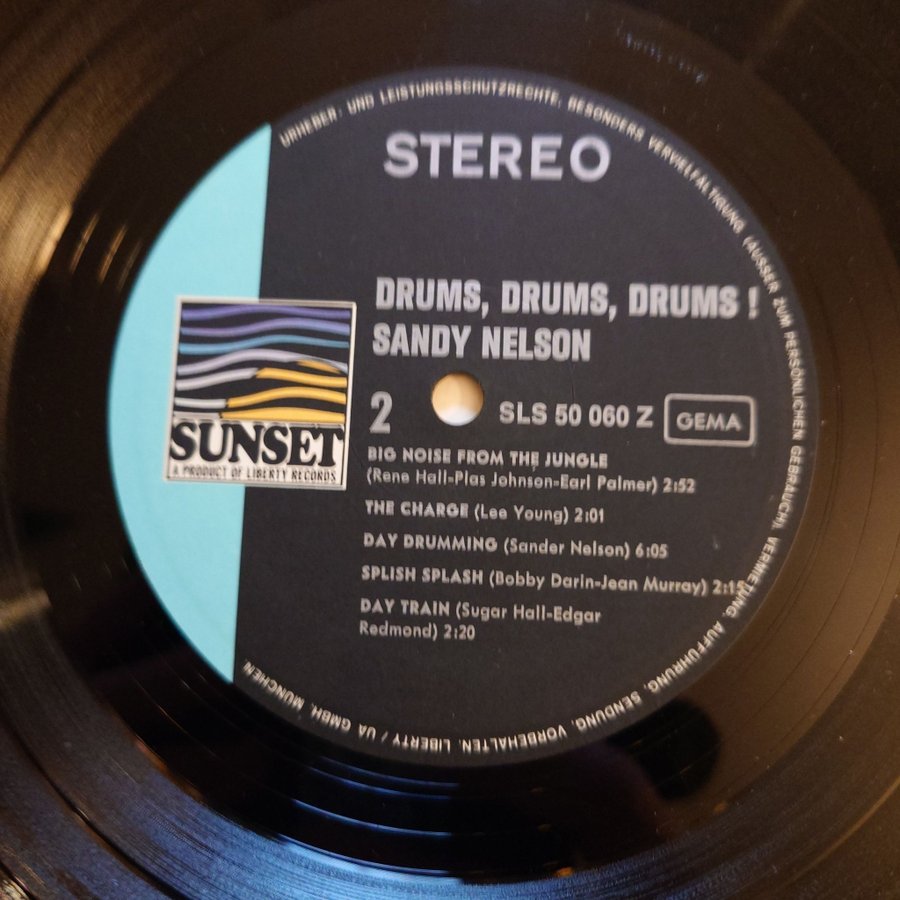 STEREO
DRUMS, DRUMS, DRUMS !
SANDY NELSON
2
SLS 50 060 Z
GEMA
SUNSET
A PRODUCT OF LIBERTY RECORDS
BIG NOISE FROM THE JUNGLE
(Rene Hall-Plas Johnson-Earl Palmer) 2:52
THE CHARGE (Lee Young) 2:01
DAY DRUMMING (Sander Nelson) 6:05
SPLISH SPLASH (Bobby Darin-Jean Murray) 2:15
DAY TRAIN (Sugar Hall-Edgar
Redmond) 2:20
URHEBER- UND LEISTUNGSSCHUTZRECHTE, BESONDERS VERVIELFÄLTIGUNG (AUSSER ZUM PERSÖNLICHEN GEBRAUCH), VERMIETUNG, AUFFÜHRUNG, SENDUNG, VORBEHALTEN. LIBERTY / UA GMBH, MÜNCHEN